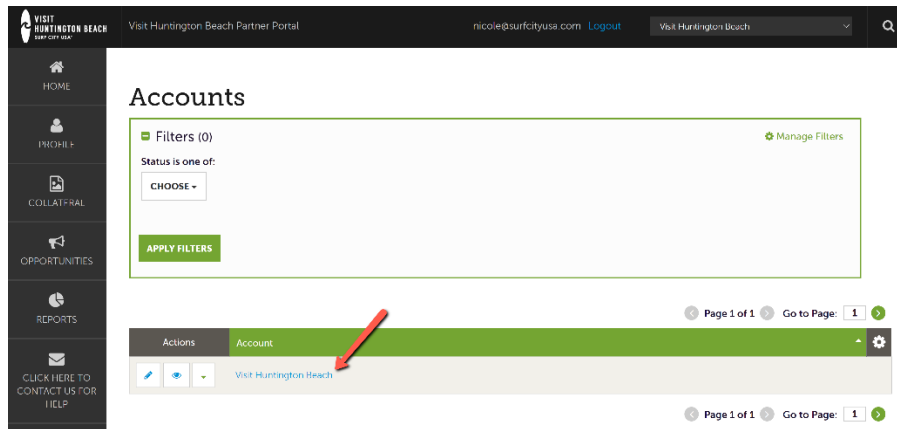 VISIT
HUNTINGTON BEACH
SURF CITY USA®
Visit Huntington Beach Partner Portal
nicole@surfcityusa.com Logout
Visit Huntington Beach
HOME
PROFILE
COLLATERAL
OPPORTUNITIES
REPORTS
CLICK HERE TO
CONTACT US FOR
HELP
Accounts
Filters (0)
Manage Filters
Status is one of:
CHOOSE
APPLY FILTERS
Page 1 of 1 Go to Page: 1
Actions Account
Visit Huntington Beach
Page 1 of 1 Go to Page: 1